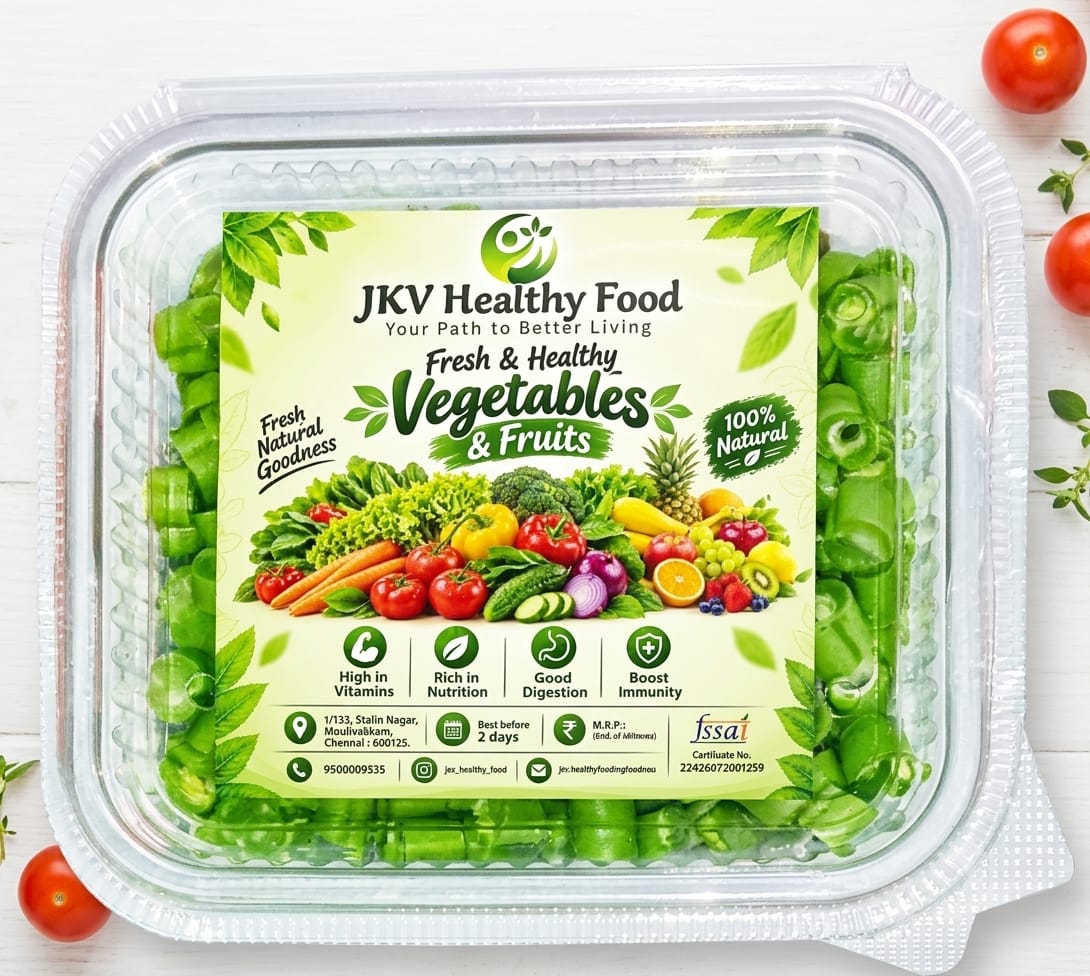 JKV Healthy Food
Your Path to Better Living
Fresh & Healthy
Vegetables
& Fruits
Fresh
Natural
Goodness
100%
Natural
High in
Vitamins
Rich in
Nutrition
Good
Digestion
Boost
Immunity
1/133, Stalin Nagar,
Chennai : 600125.
Best before
2 days
M.R.P.:
fssai
No.
22426072001259
9500009535
jex_healthy_food